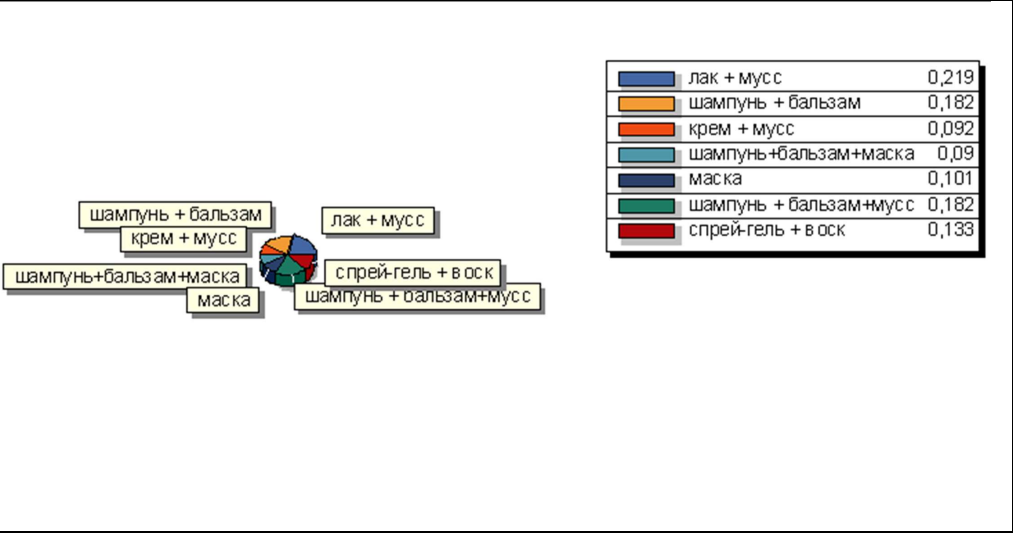 лак + мусс 0,219
шампунь + бальзам 0,182
крем + мусс 0,092
шампунь+бальзам+маска 0,09
маска 0,101
шампунь + бальзам+мусс 0,182
спрей-гель + воск 0,133
шампунь + бальзам
лак + мусс
крем + мусс
шампунь+бальзам+маска
спрей-гель + воск
маска
шампунь + бальзам+мусс